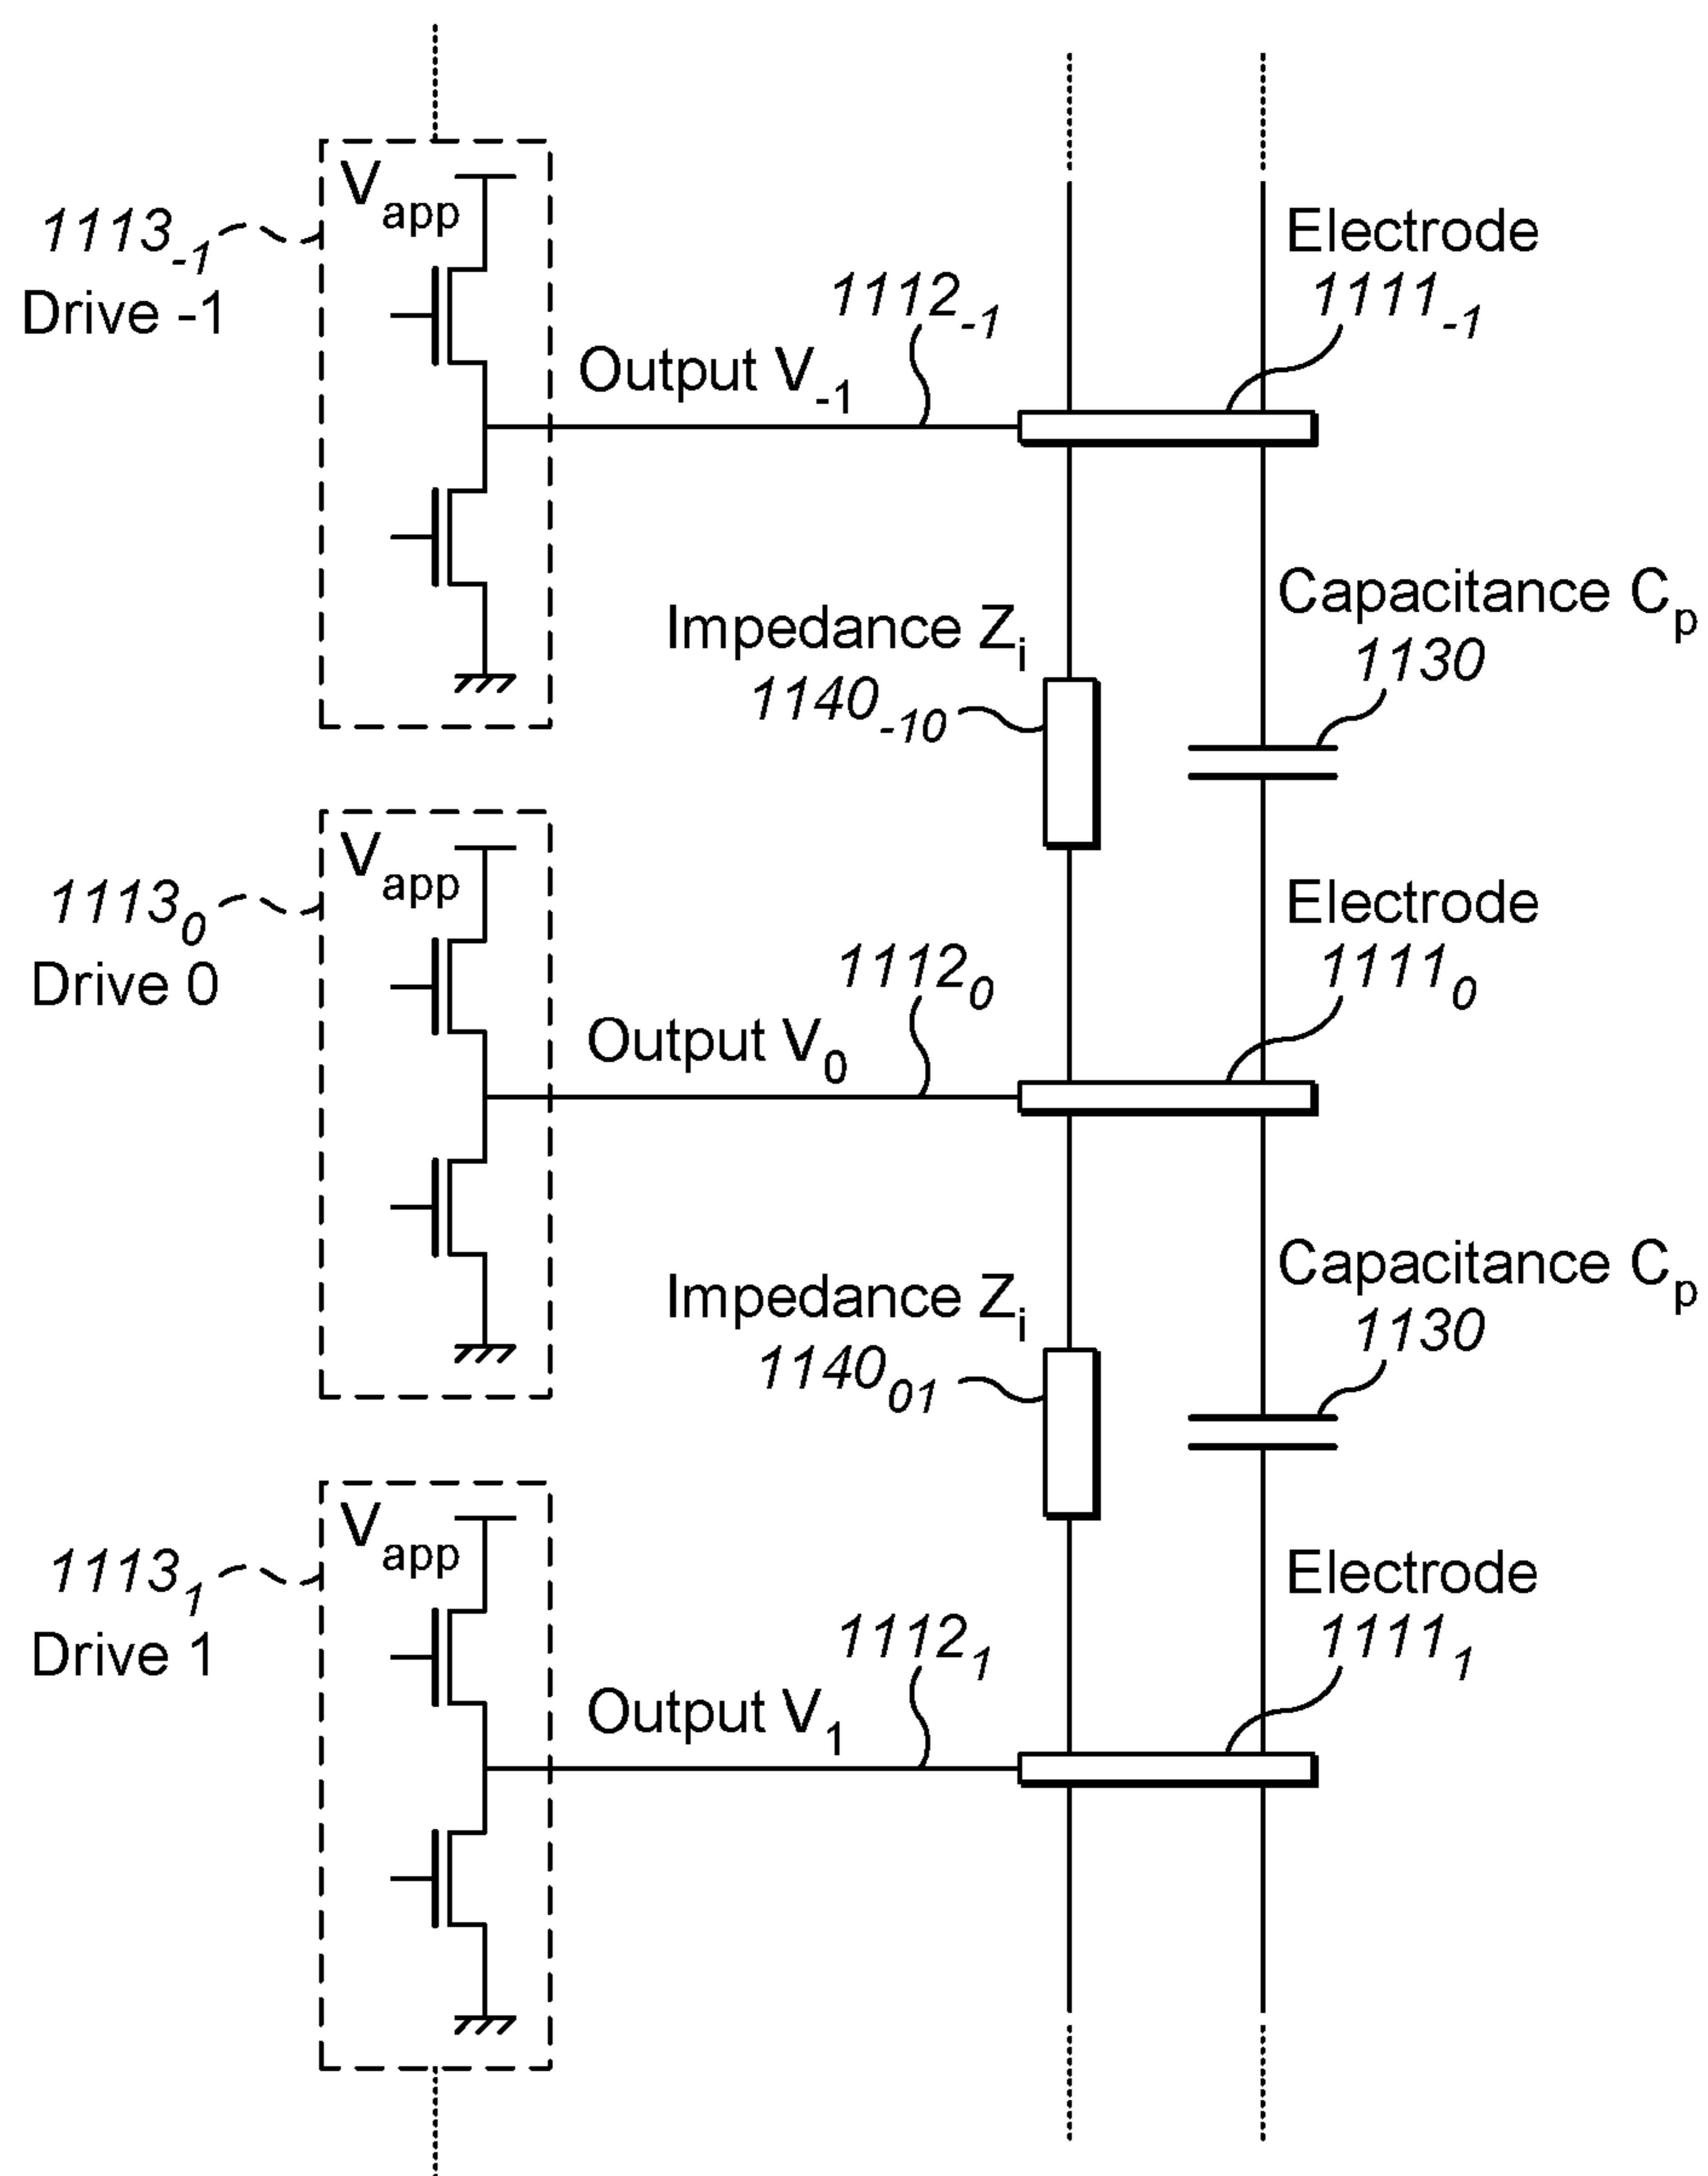 V_app
1113_-1
Drive -1
Output V_-1
1112_-1
Electrode
1111_-1
Impedance Z_i
1140_-10
Capacitance C_p
1130
V_app
1113_0
Drive 0
Output V_0
1112_0
Electrode
1111_0
Impedance Z_i
1140_01
Capacitance C_p
1130
V_app
1113_1
Drive 1
Output V_1
1112_1
Electrode
1111_1